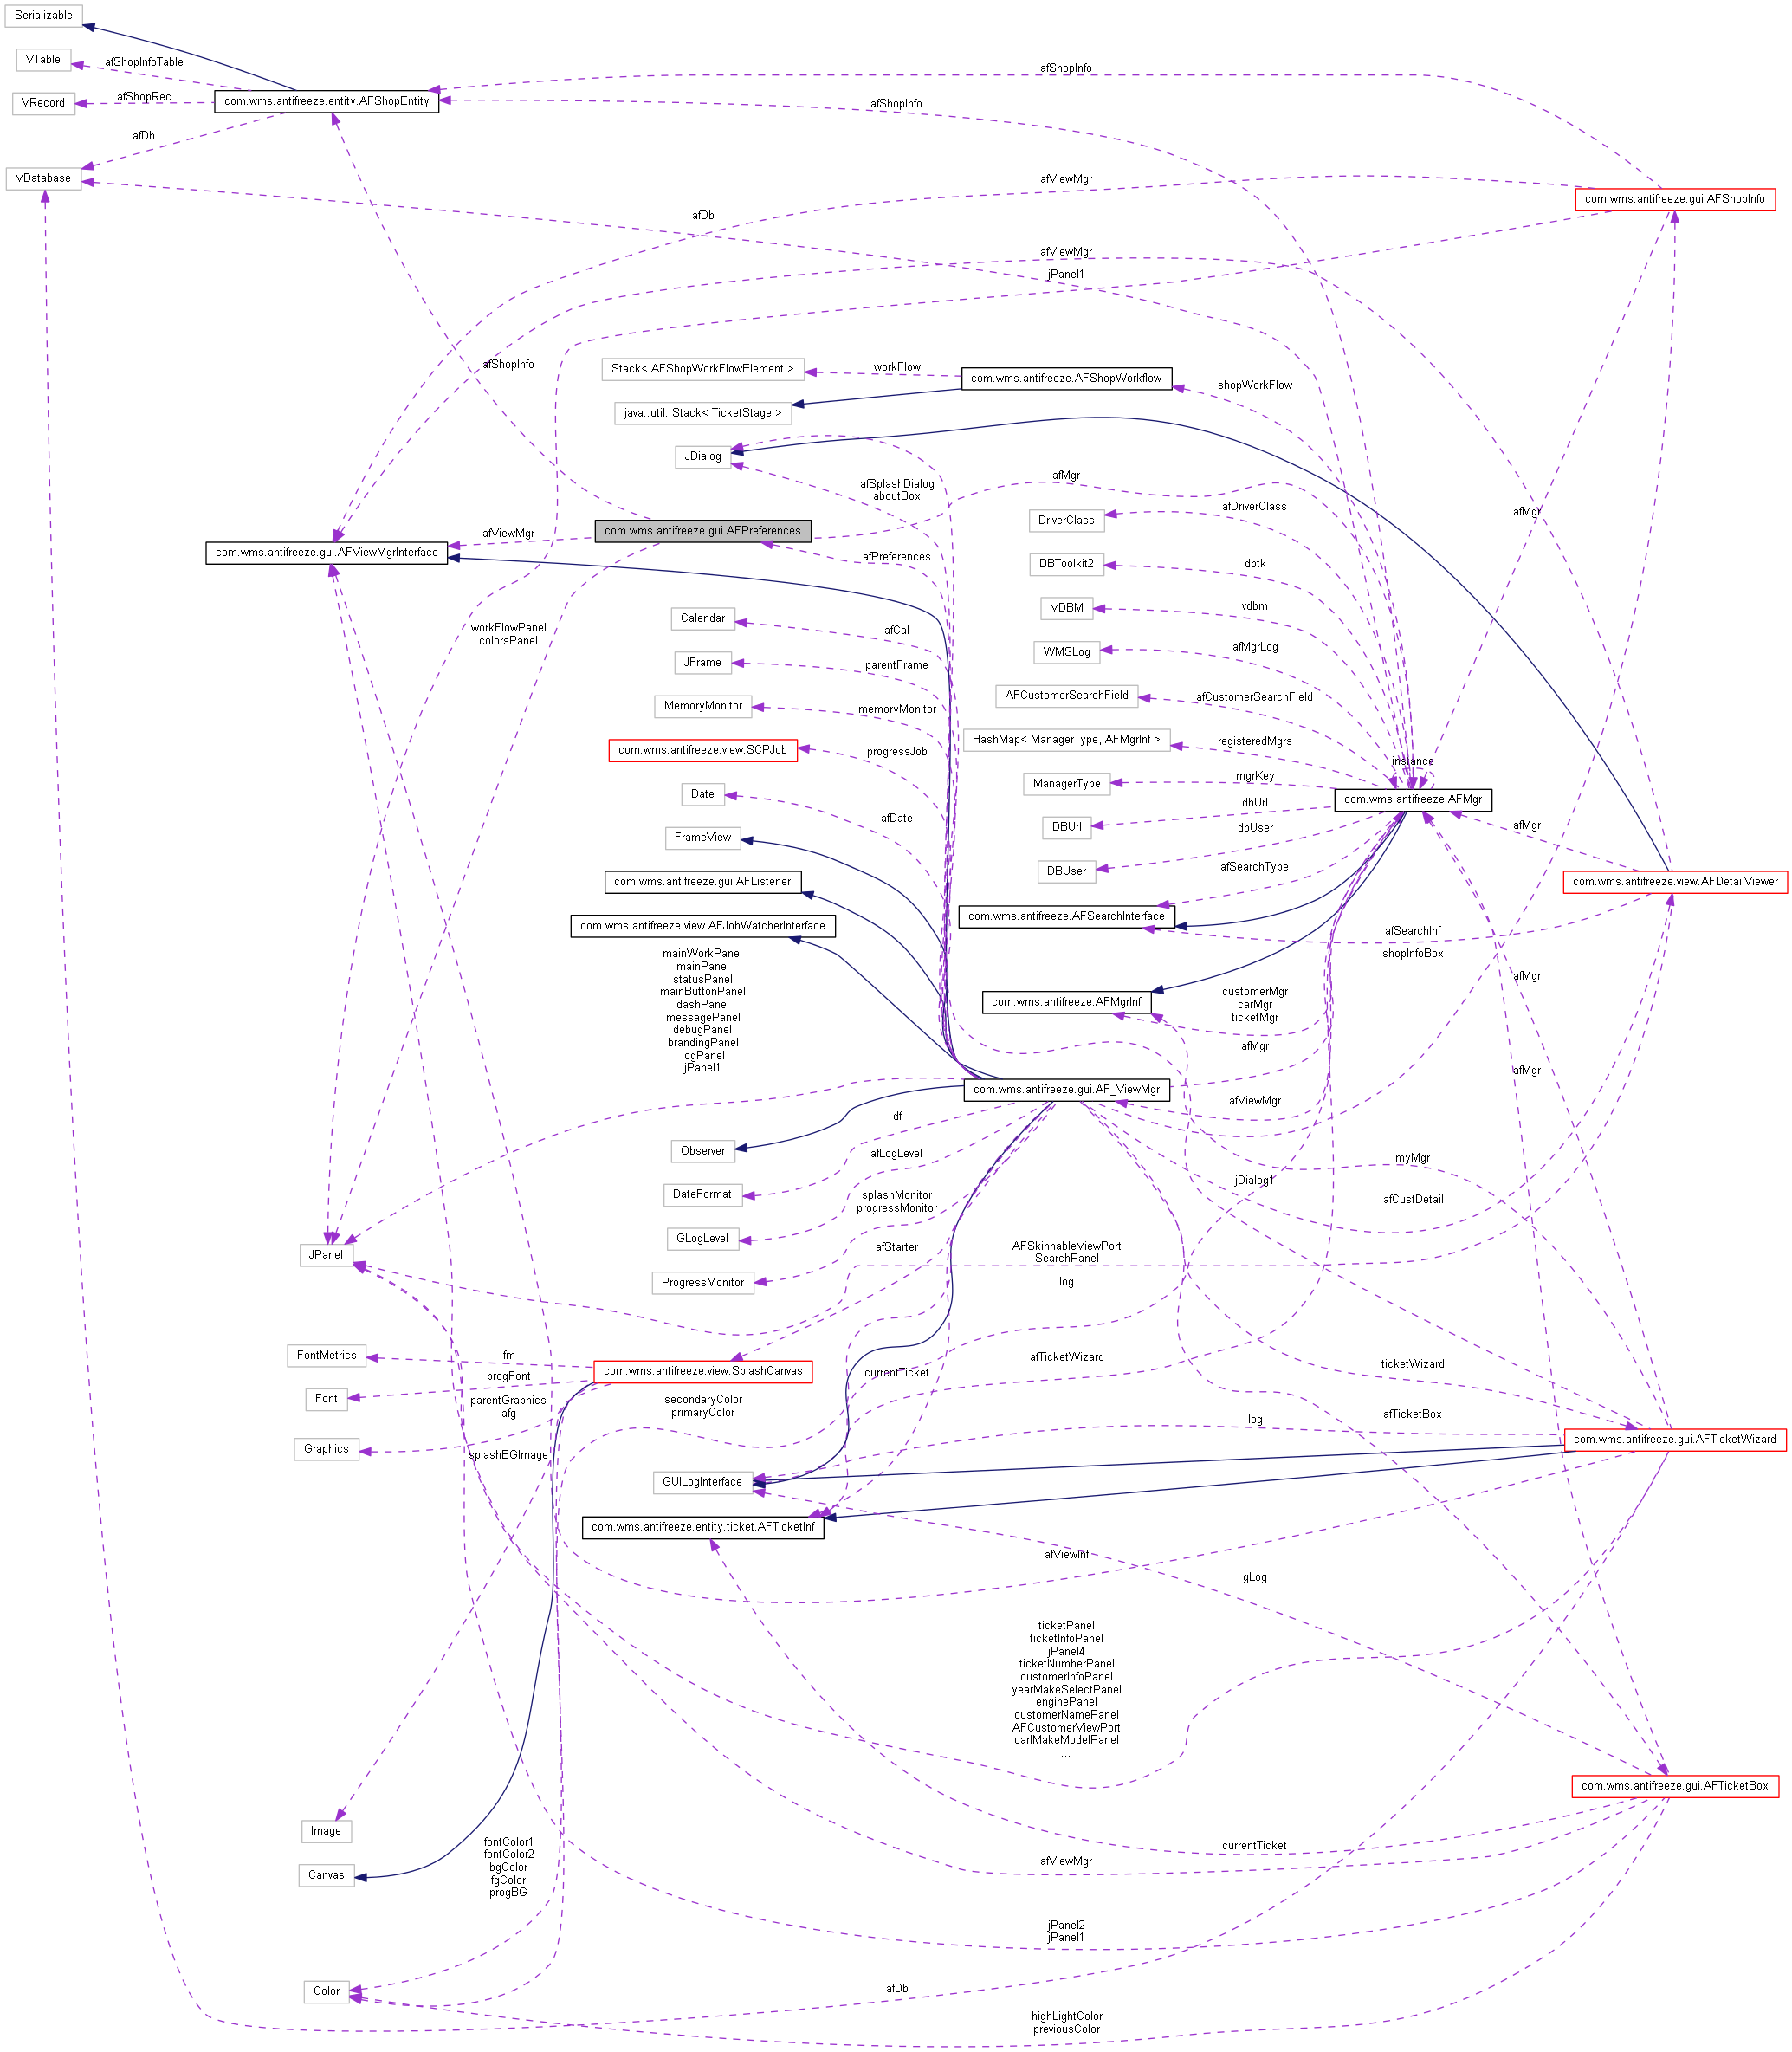 Serializable
VTable
afShopInfoTable
afShopInfo
VRecord
afShopRec
com.wms.antifreeze.entity.AFShopEntity
afShopInfo
afDb
VDatabase
afViewMgr
com.wms.antifreeze.gui.AFShopInfo
afDb
afViewMgr
jPanel1
afShopInfo
Stack< AFShopWorkFlowElement >
workFlow
com.wms.antifreeze.AFShopWorkflow
shopWorkFlow
java::util::Stack< TicketStage >
JDialog
afSplashDialog
aboutBox
afMgr
DriverClass
afDriverClass
afMgr
com.wms.antifreeze.gui.AFPreferences
com.wms.antifreeze.gui.AFViewMgrInterface
afViewMgr
afPreferences
DBToolkit2
dbtk
Calendar
afCal
VDBM
vdbm
workFlowPanel
colorsPanel
JFrame
parentFrame
WMSLog
afMgrLog
MemoryMonitor
memoryMonitor
AFCustomerSearchField
afCustomerSearchField
com.wms.antifreeze.view.SCPJob
progressJob
HashMap< ManagerType, AFMgrInf >
registeredMgrs
instance
Date
afDate
ManagerType
mgrKey
com.wms.antifreeze.AFMgr
FrameView
DBUrl
dbUrl
dbUser
afMgr
com.wms.antifreeze.gui.AFListener
DBUser
afSearchType
com.wms.antifreeze.view.AFDetailViewer
com.wms.antifreeze.view.AFJobWatcherInterface
com.wms.antifreeze.AFSearchInterface
afSearchInf
shopInfoBox
mainWorkPanel
mainPanel
statusPanel
mainButtonPanel
dashPanel
messagePanel
debugPanel
brandingPanel
logPanel
jPanel1
...
com.wms.antifreeze.AFMgrInf
customerMgr
carMgr
ticketMgr
afMgr
afMgr
afMgr
com.wms.antifreeze.gui.AF_ViewMgr
afViewMgr
Observer
df
myMgr
DateFormat
afLogLevel
jDialog1
afCustDetail
GLogLevel
splashMonitor
progressMonitor
JPanel
afStarter
AFSkinnableViewPort
SearchPanel
ProgressMonitor
log
FontMetrics
fm
com.wms.antifreeze.view.SplashCanvas
currentTicket
afTicketWizard
ticketWizard
Font
progFont
parentGraphics
afg
secondaryColor
primaryColor
afTicketBox
log
com.wms.antifreeze.gui.AFTicketWizard
Graphics
splashBGImage
GUILogInterface
com.wms.antifreeze.entity.ticket.AFTicketInf
afViewInf
gLog
ticketPanel
ticketInfoPanel
jPanel4
ticketNumberPanel
customerInfoPanel
yearMakeSelectPanel
enginePanel
customerNamePanel
AFCustomerViewPort
carlMakeModelPanel
...
com.wms.antifreeze.gui.AFTicketBox
Image
currentTicket
afViewMgr
Canvas
fontColor1
fontColor2
bgColor
fgColor
progBG
jPanel2
jPanel1
Color
afDb
highLightColor
previousColor